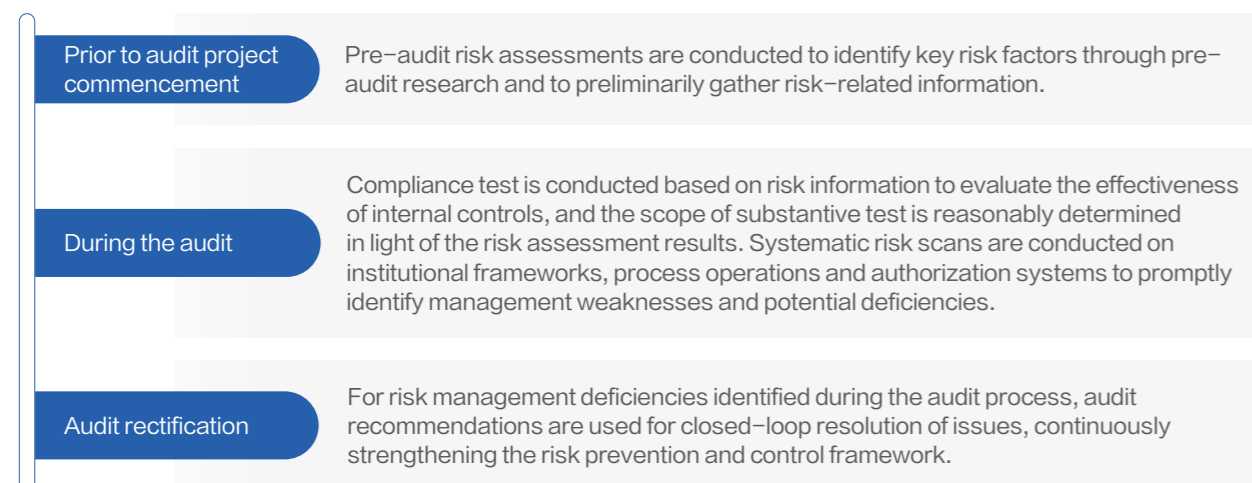 Prior to audit project
commencement
Pre-audit risk assessments are conducted to identify key risk factors through pre-
audit research and to preliminarily gather risk-related information.
During the audit
Compliance test is conducted based on risk information to evaluate the effectiveness
of internal controls, and the scope of substantive test is reasonably determined
in light of the risk assessment results. Systematic risk scans are conducted on
institutional frameworks, process operations and authorization systems to promptly
identify management weaknesses and potential deficiencies.
Audit rectification
For risk management deficiencies identified during the audit process, audit
recommendations are used for closed-loop resolution of issues, continuously
strengthening the risk prevention and control framework.